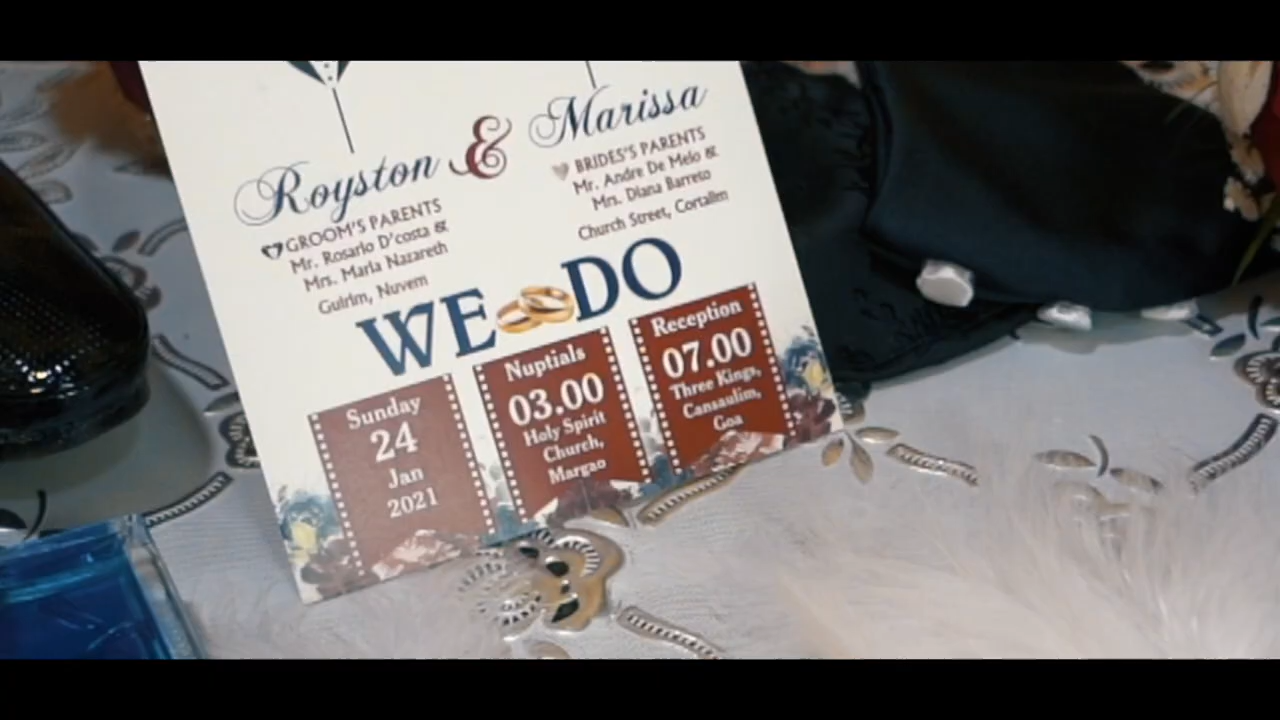 Royston & Marissa
GROOM'S PARENTS
Mr. Rosario D'costa &
Mrs. Maria Nazareth
Guirim, Nuvem
BRIDES'S PARENTS
Mr. Andre De Melo &
Mrs. Diana Barreto
Church Street, Cortalim
WE DO
Sunday
24
Jan
2021
Nuptials
03.00
Holy Spirit
Church,
Margao
Reception
07.00
Three Kings,
Cansaulim,
Goa